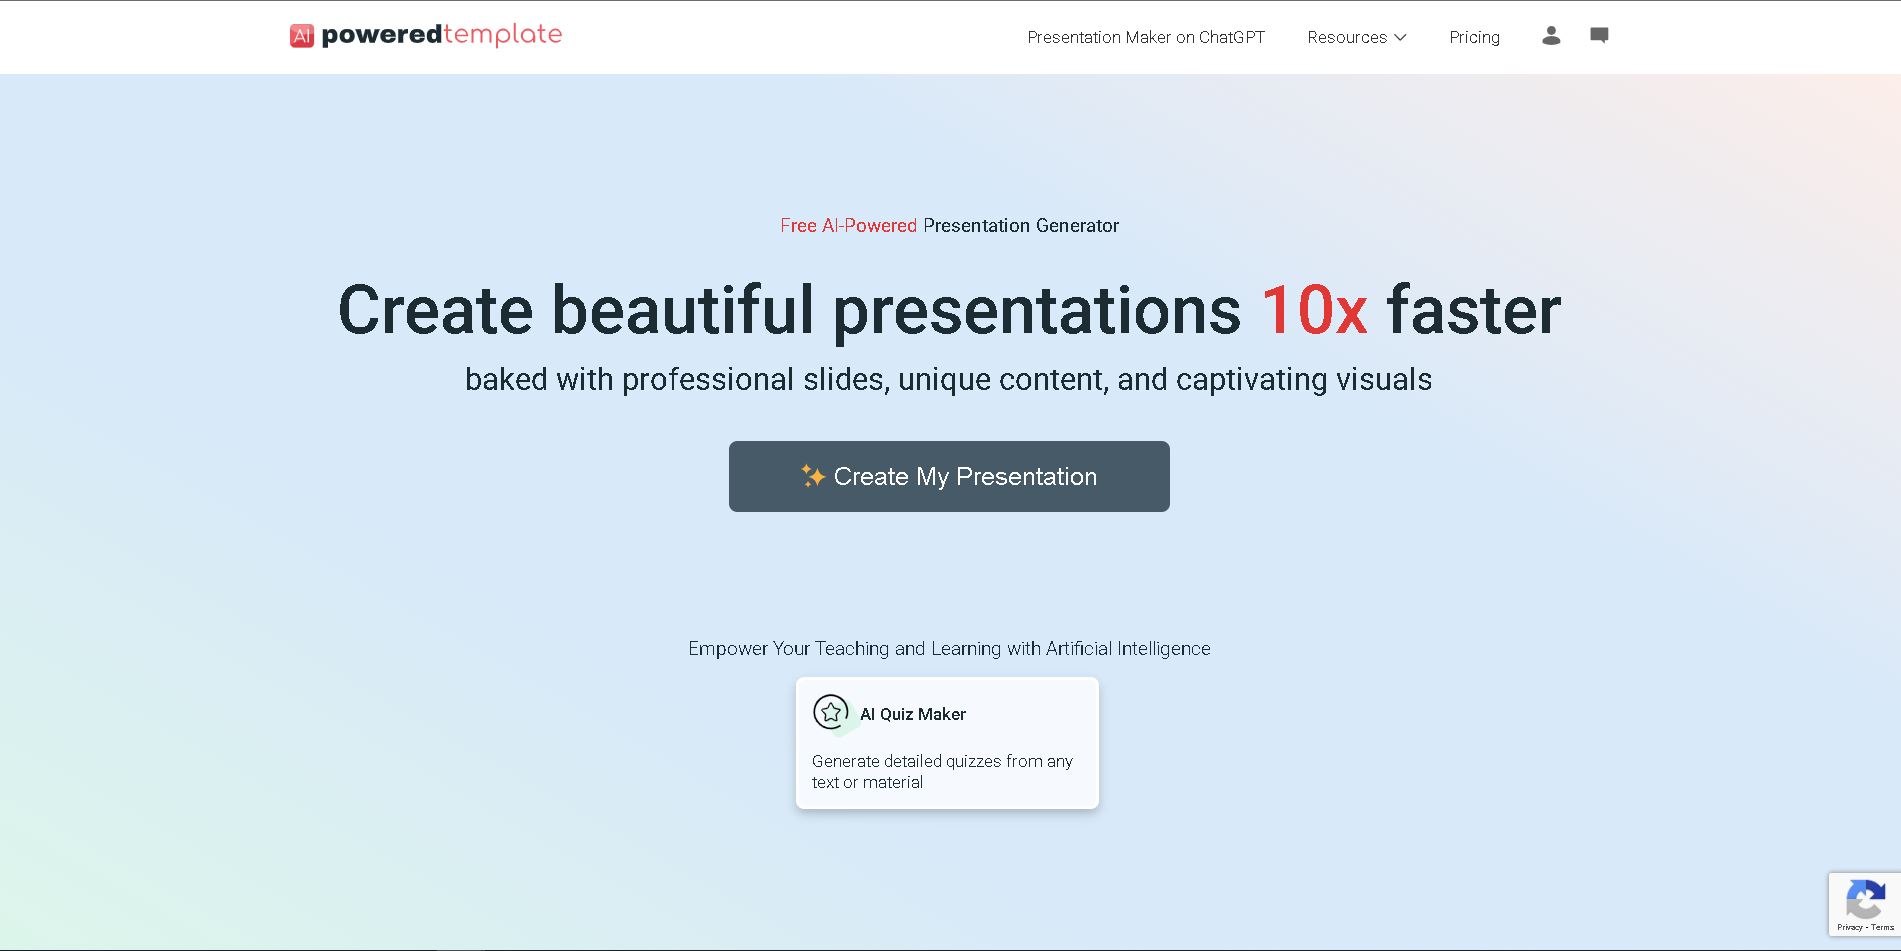 AI poweredtemplate
Presentation Maker on ChatGPT
Resources
Pricing
Free AI-Powered Presentation Generator
Create beautiful presentations 10x faster
baked with professional slides, unique content, and captivating visuals
✨ Create My Presentation
Empower Your Teaching and Learning with Artificial Intelligence
AI Quiz Maker
Generate detailed quizzes from any
text or material
Privacy - Terms